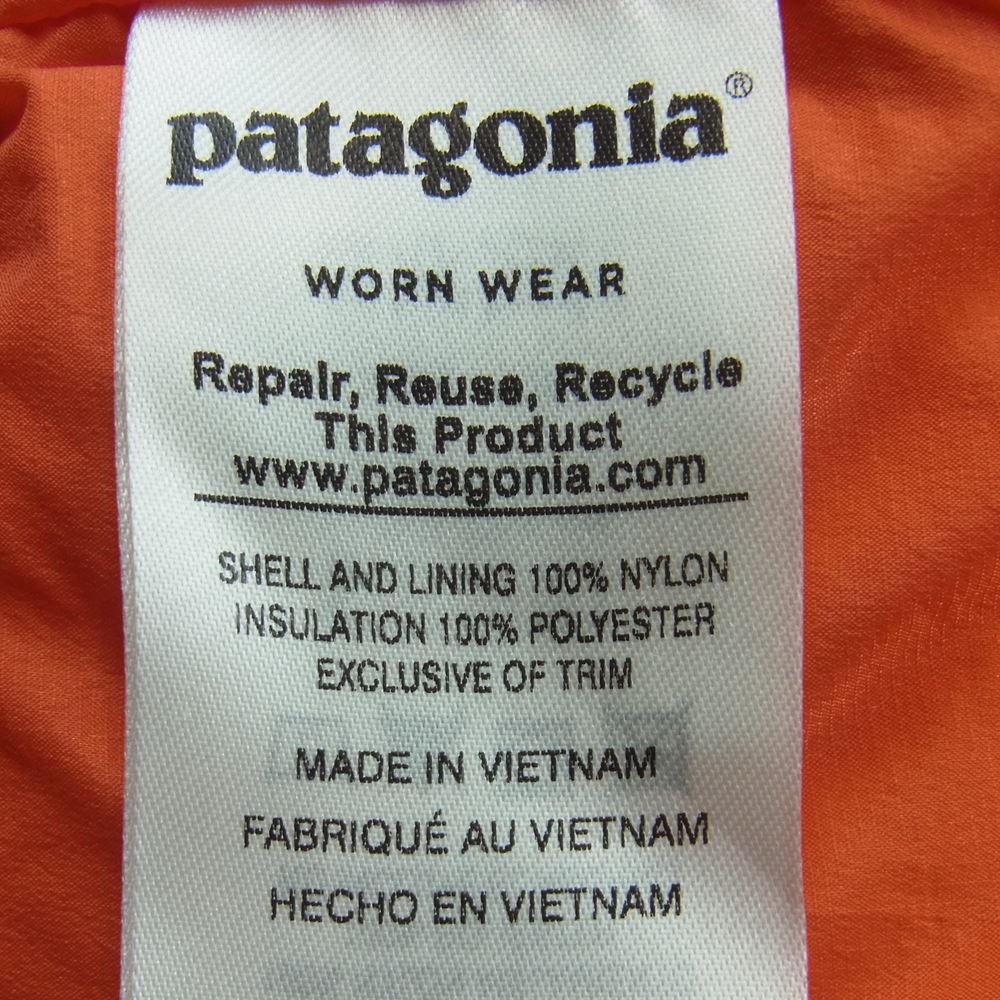 patagonia®
WORN WEAR
Repair, Reuse, Recycle
This Product
www.patagonia.com
SHELL AND LINING 100% NYLON
INSULATION 100% POLYESTER
EXCLUSIVE OF TRIM
MADE IN VIETNAM
FABRIQUÉ AU VIETNAM
HECHO EN VIETNAM